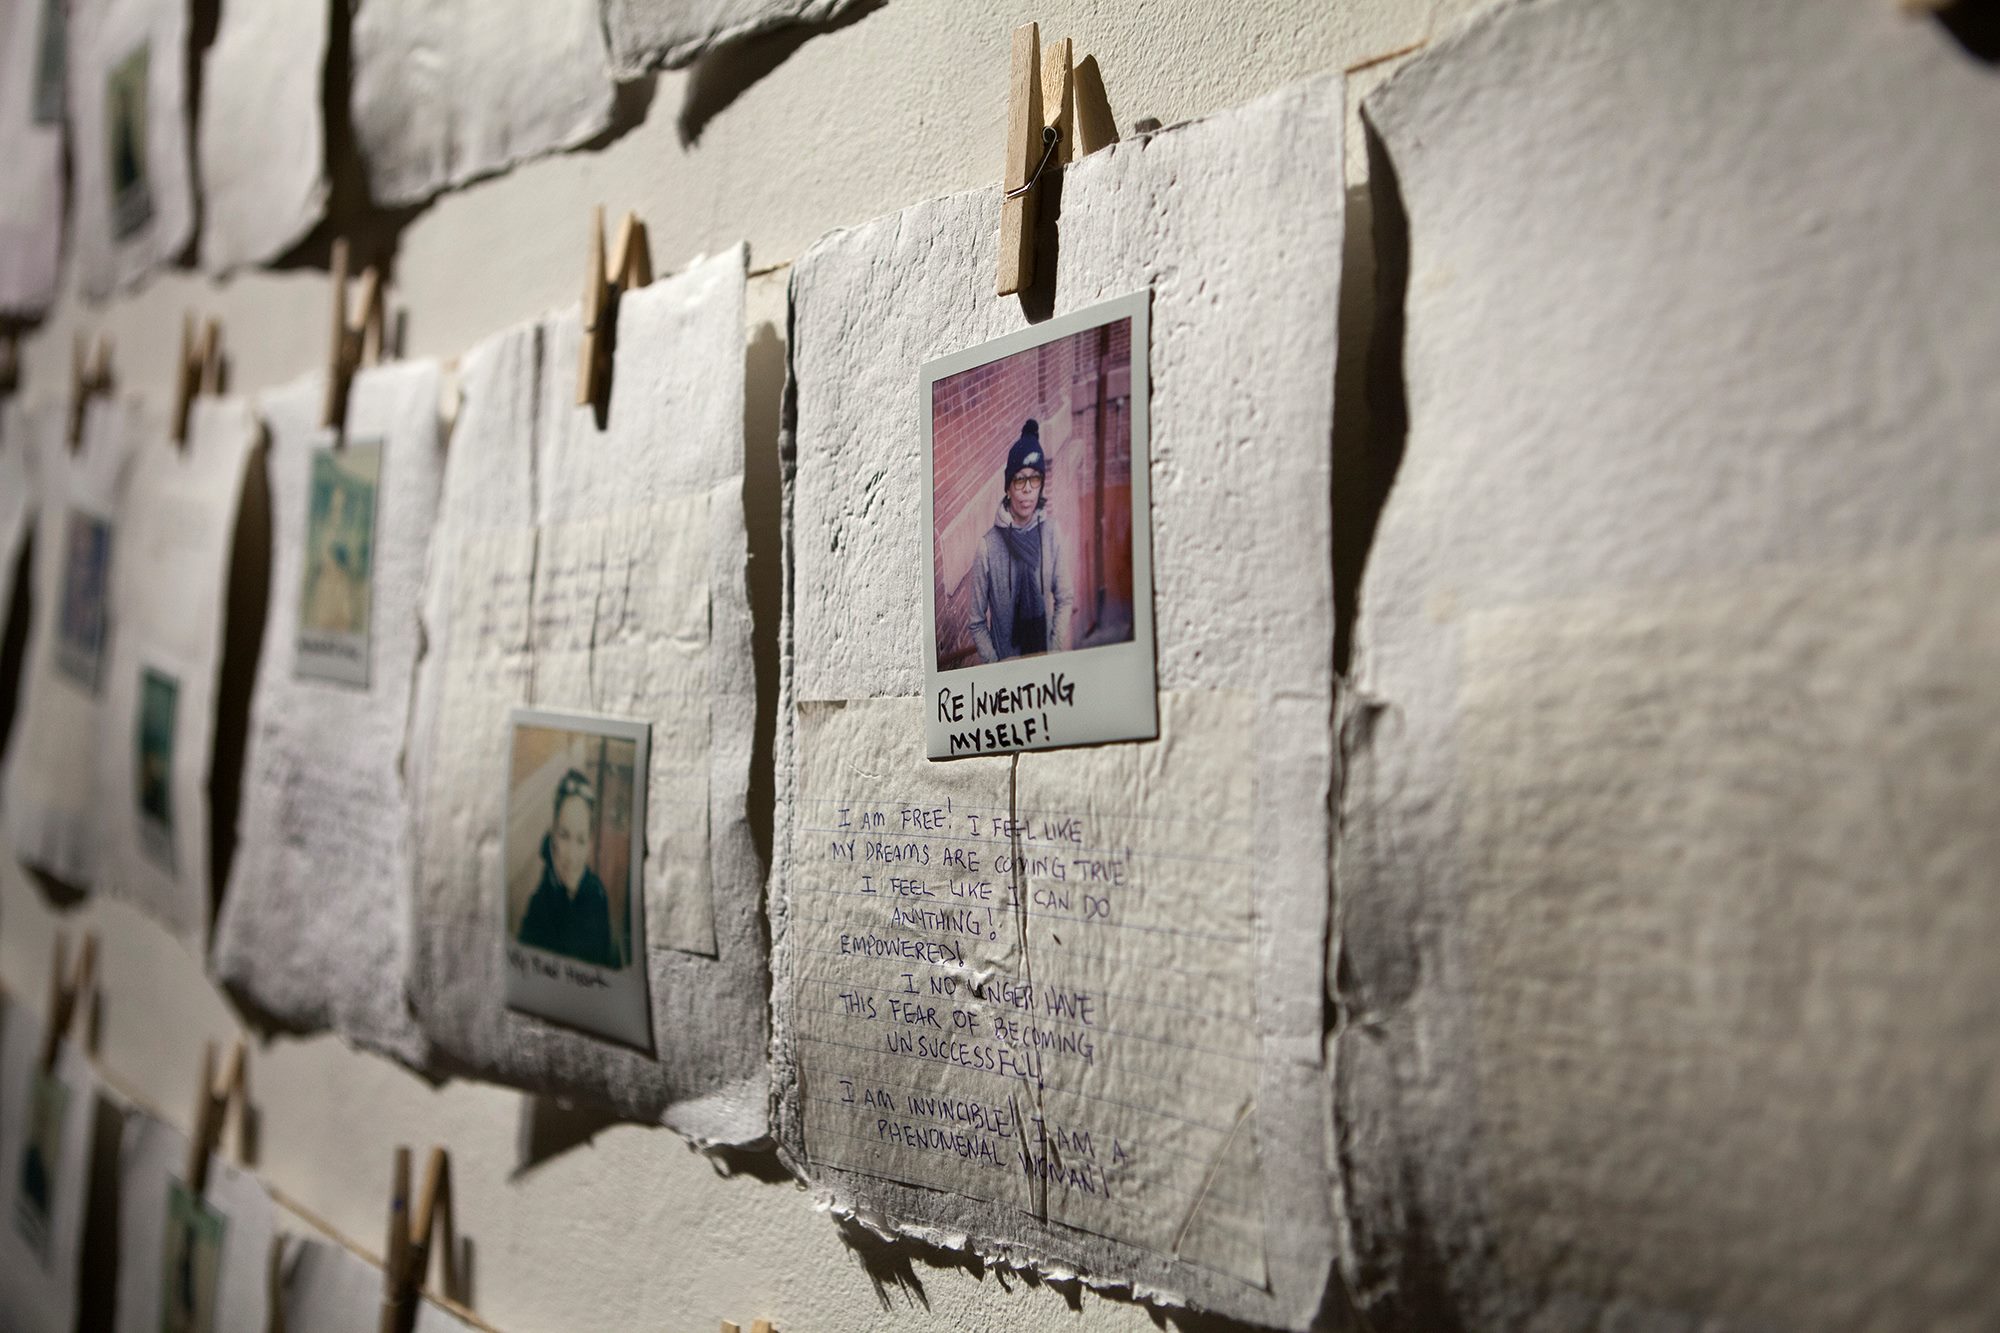 RE INVENTING
MYSELF!
I AM FREE! I FEEL LIKE
MY DREAMS ARE COMING TRUE!
I FEEL LIKE I CAN DO
ANYTHING!
EMPOWERED!
I NO LONGER HAVE
THIS FEAR OF BECOMING
UNSUCCESSFUL!
I AM INVINCIBLE! I AM A
PHENOMENAL WOMAN!